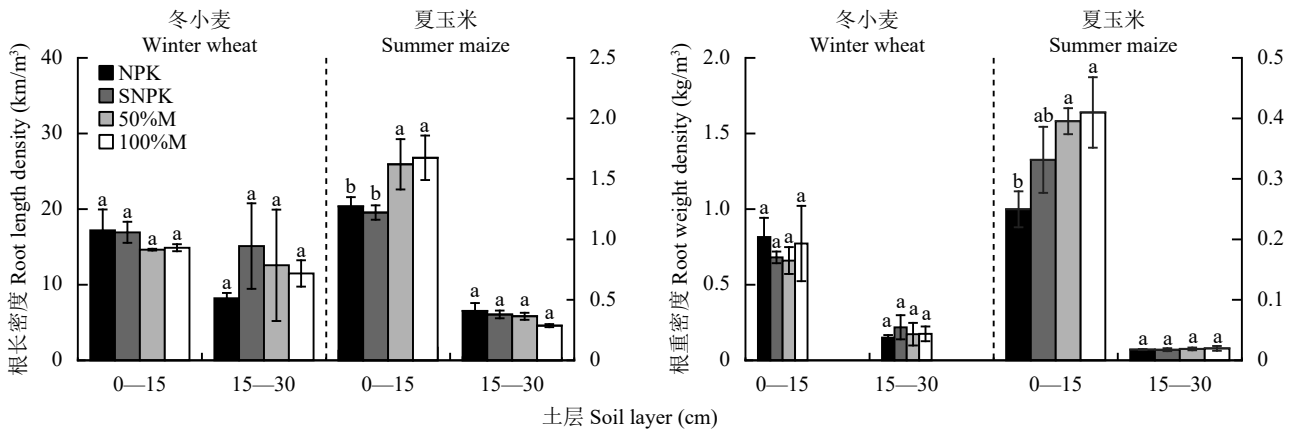 冬小麦
Winter wheat
夏玉米
Summer maize
根长密度 Root length density (km/m³)
40
30
20
10
0
NPK
SNPK
50%M
100%M
a
a
a
a
a
a
a
a
b
b
a
a
a
a
a
a
2.5
2.0
1.5
1.0
0.5
0
0—15
15—30
0—15
15—30
冬小麦
Winter wheat
夏玉米
Summer maize
根重密度 Root weight density (kg/m³)
2.0
1.5
1.0
0.5
0
a
a
a
a
a
a
a
a
b
ab
a
a
a
a
a
a
0.5
0.4
0.3
0.2
0.1
0
0—15
15—30
0—15
15—30
土层 Soil layer (cm)